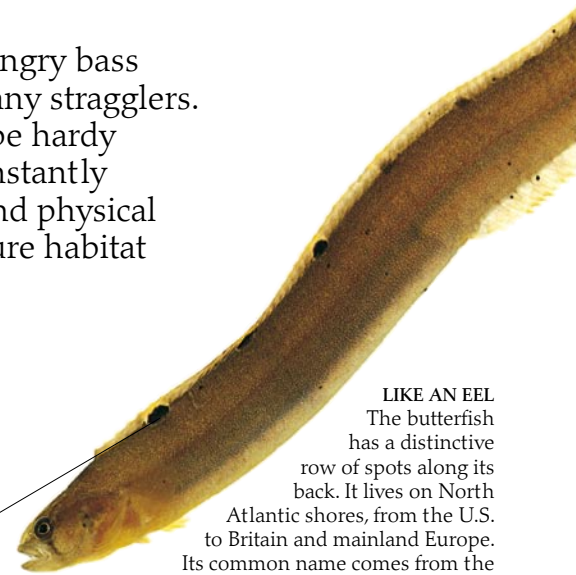 ngry bass
ny stragglers.
be hardy
nstantly
nd physical
ure habitat
LIKE AN EEL
The butterfish
has a distinctive
row of spots along its
back. It lives on North
Atlantic shores, from the U.S.
to Britain and mainland Europe.
Its common name comes from the